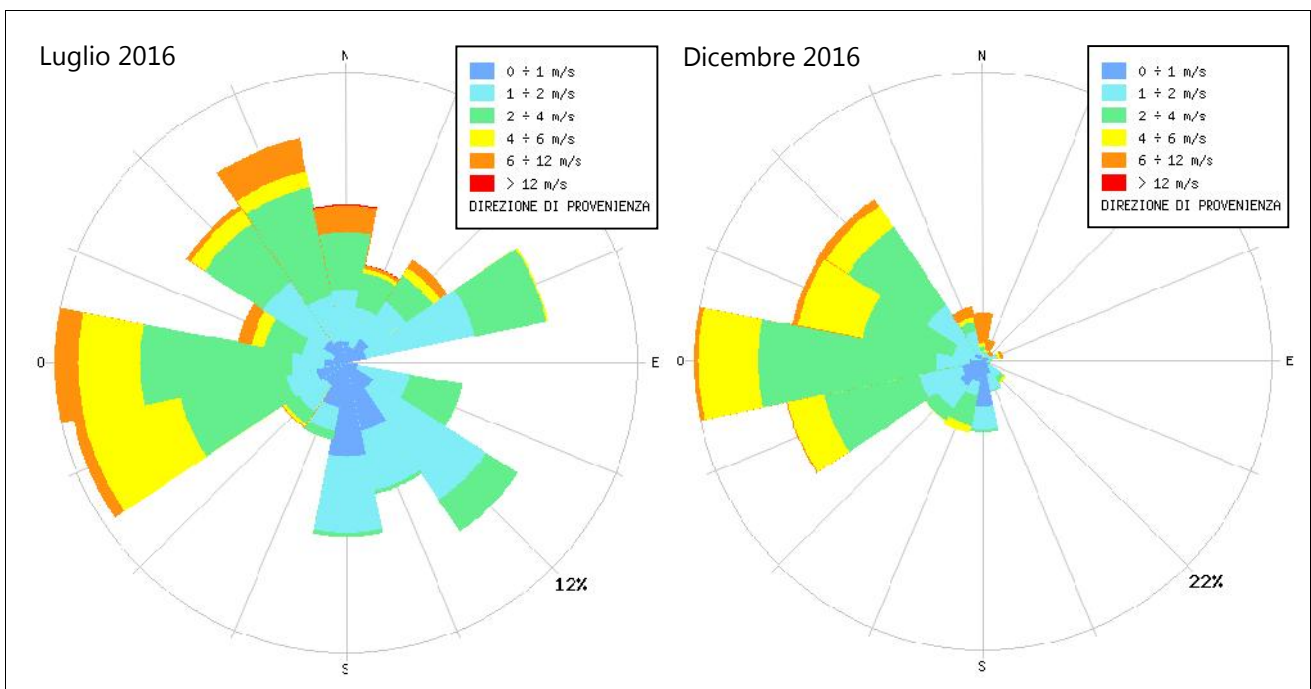 Luglio 2016
N
0 ÷ 1 m/s
1 ÷ 2 m/s
2 ÷ 4 m/s
4 ÷ 6 m/s
6 ÷ 12 m/s
> 12 m/s
DIREZIONE DI PROVENIENZA
O
E
12%
S
Dicembre 2016
N
0 ÷ 1 m/s
1 ÷ 2 m/s
2 ÷ 4 m/s
4 ÷ 6 m/s
6 ÷ 12 m/s
> 12 m/s
DIREZIONE DI PROVENIENZA
O
E
22%
S